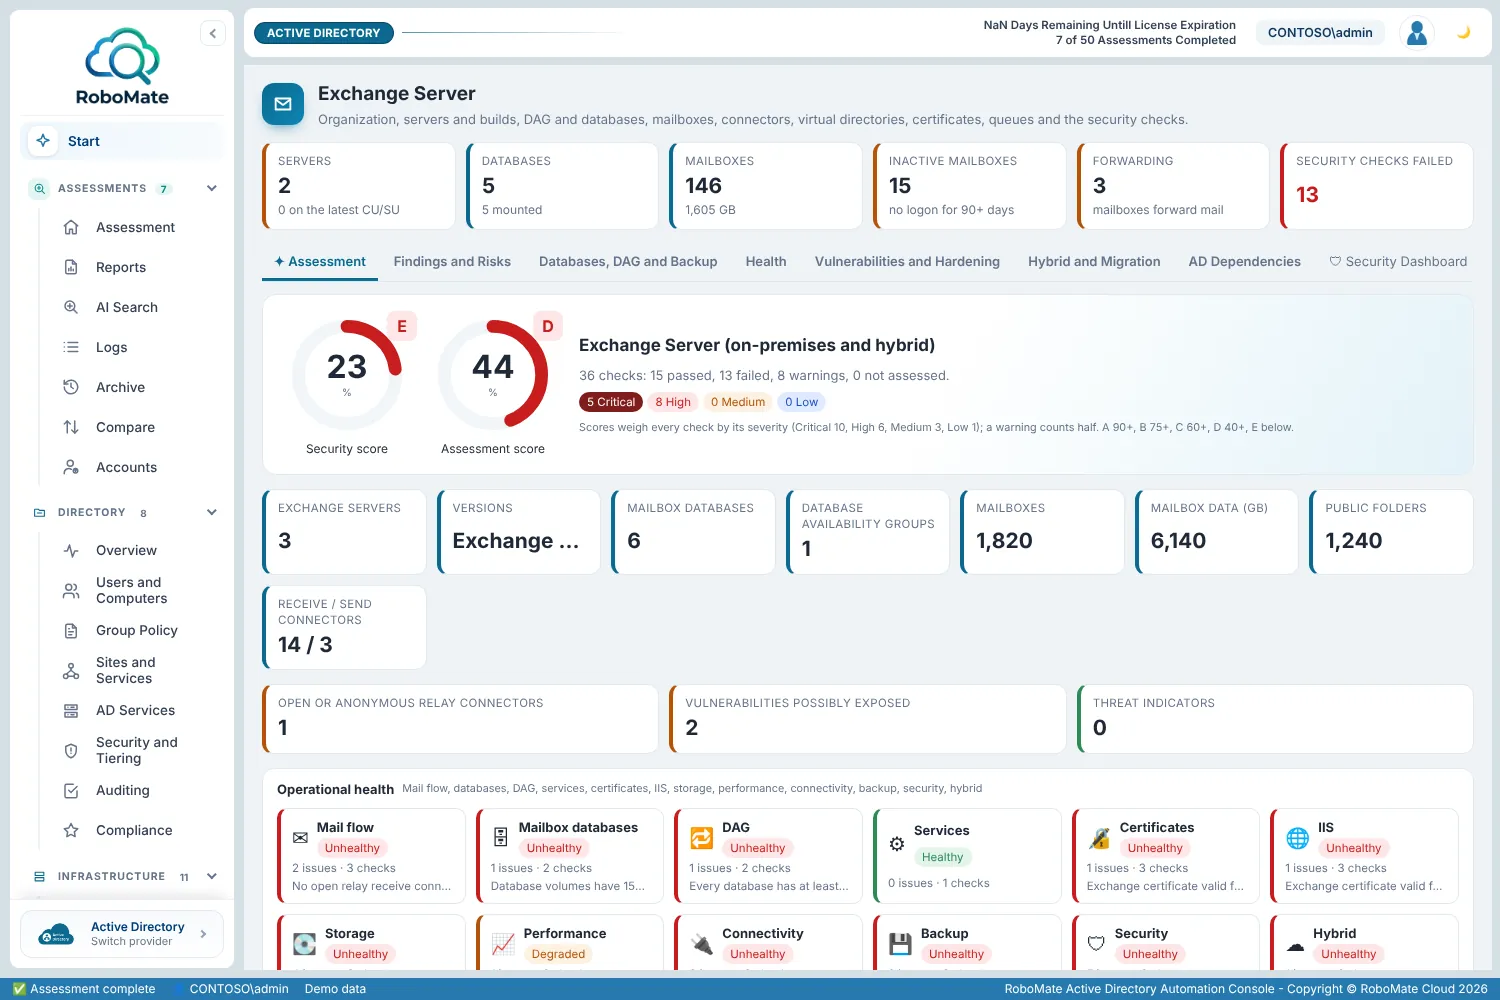 RoboMate
Start
ASSESSMENTS 7
Assessment
Reports
AI Search
Logs
Archive
Compare
Accounts
DIRECTORY 8
Overview
Users and
Computers
Group Policy
Sites and
Services
AD Services
Security and
Tiering
Auditing
Compliance
INFRASTRUCTURE 11
Active Directory
Switch provider
ACTIVE DIRECTORY
NaN Days Remaining Untill License Expiration
7 of 50 Assessments Completed
CONTOSO\admin
Exchange Server
Organization, servers and builds, DAG and databases, mailboxes, connectors, virtual directories, certificates, queues and the security checks.
SERVERS
2
0 on the latest CU/SU
DATABASES
5
5 mounted
MAILBOXES
146
1,605 GB
INACTIVE MAILBOXES
15
no logon for 90+ days
FORWARDING
3
mailboxes forward mail
SECURITY CHECKS FAILED
13
✦ Assessment
Findings and Risks
Databases, DAG and Backup
Health
Vulnerabilities and Hardening
Hybrid and Migration
AD Dependencies
Security Dashboard
23
%
E
Security score
44
%
D
Assessment score
Exchange Server (on-premises and hybrid)
36 checks: 15 passed, 13 failed, 8 warnings, 0 not assessed.
5 Critical 8 High 0 Medium 0 Low
Scores weigh every check by its severity (Critical 10, High 6, Medium 3, Low 1); a warning counts half. A 90+, B 75+, C 60+, D 40+, E below.
EXCHANGE SERVERS
3
VERSIONS
Exchange ...
MAILBOX DATABASES
6
DATABASE
AVAILABILITY GROUPS
1
MAILBOXES
1,820
MAILBOX DATA (GB)
6,140
PUBLIC FOLDERS
1,240
RECEIVE / SEND
CONNECTORS
14 / 3
OPEN OR ANONYMOUS RELAY CONNECTORS
1
VULNERABILITIES POSSIBLY EXPOSED
2
THREAT INDICATORS
0
Operational health Mail flow, databases, DAG, services, certificates, IIS, storage, performance, connectivity, backup, security, hybrid
Mail flow
Unhealthy
2 issues · 3 checks
No open relay receive conn...
Mailbox databases
Unhealthy
1 issues · 2 checks
Database volumes have 15...
DAG
Unhealthy
1 issues · 2 checks
Every database has at least...
Services
Healthy
0 issues · 1 checks
Certificates
Unhealthy
1 issues · 3 checks
Exchange certificate valid f...
IIS
Unhealthy
1 issues · 3 checks
Exchange certificate valid f...
Storage
Unhealthy
Performance
Degraded
Connectivity
Unhealthy
Backup
Unhealthy
Security
Unhealthy
Hybrid
Unhealthy
Assessment complete
CONTOSO\admin
Demo data
RoboMate Active Directory Automation Console - Copyright © RoboMate Cloud 2026